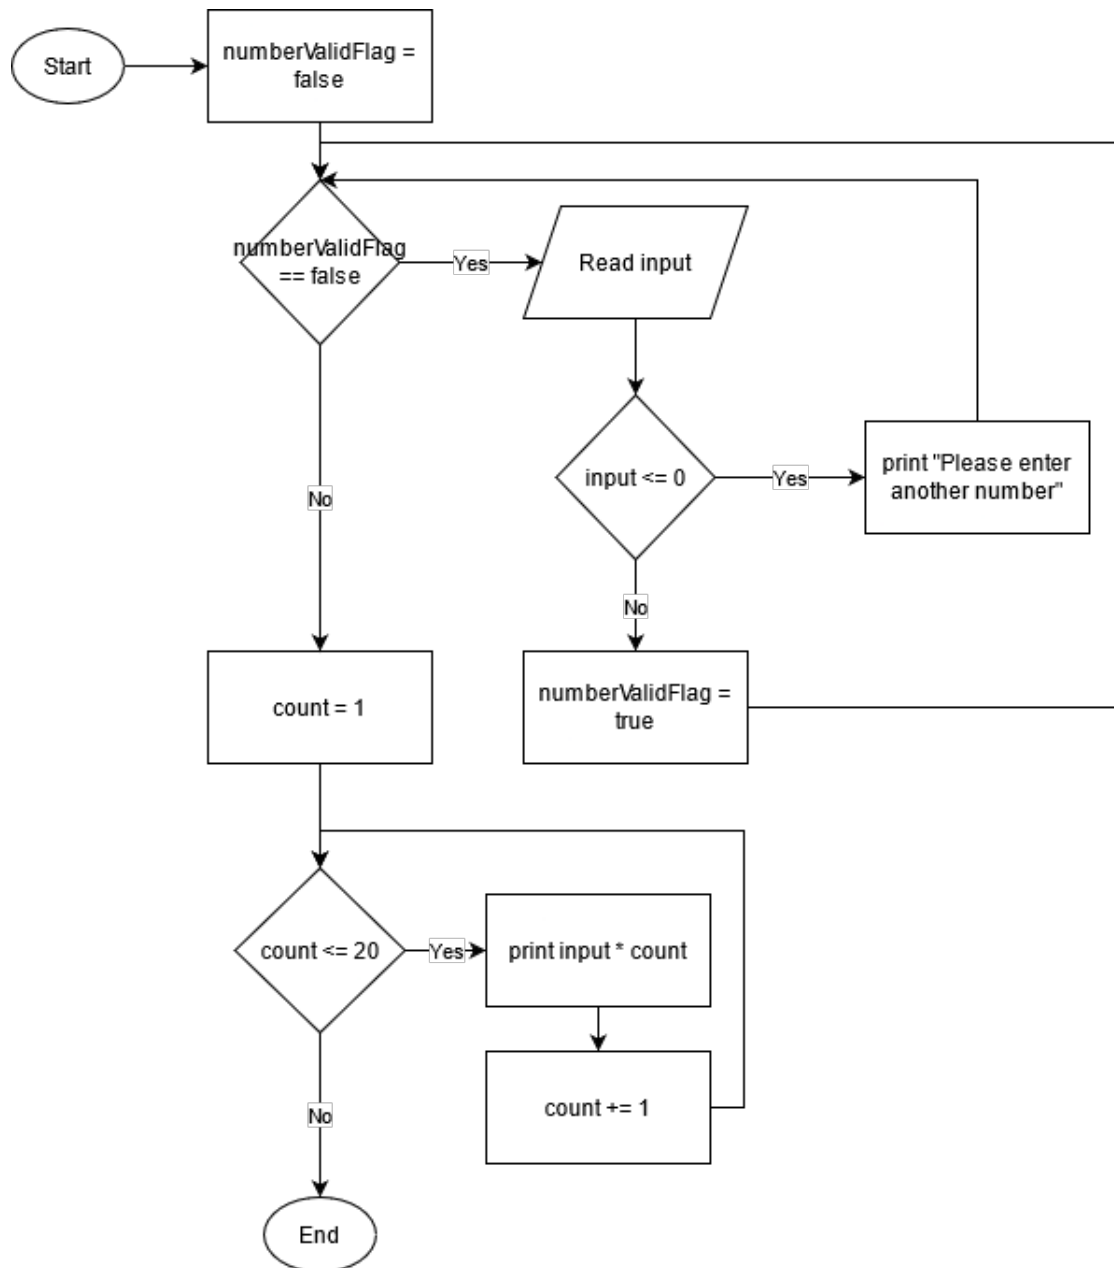 Start
numberValidFlag =
false
numberValidFlag
== false
Yes
Read input
input <= 0
Yes
print "Please enter
another number"
No
No
numberValidFlag =
true
count = 1
count <= 20
Yes
print input * count
count += 1
No
End